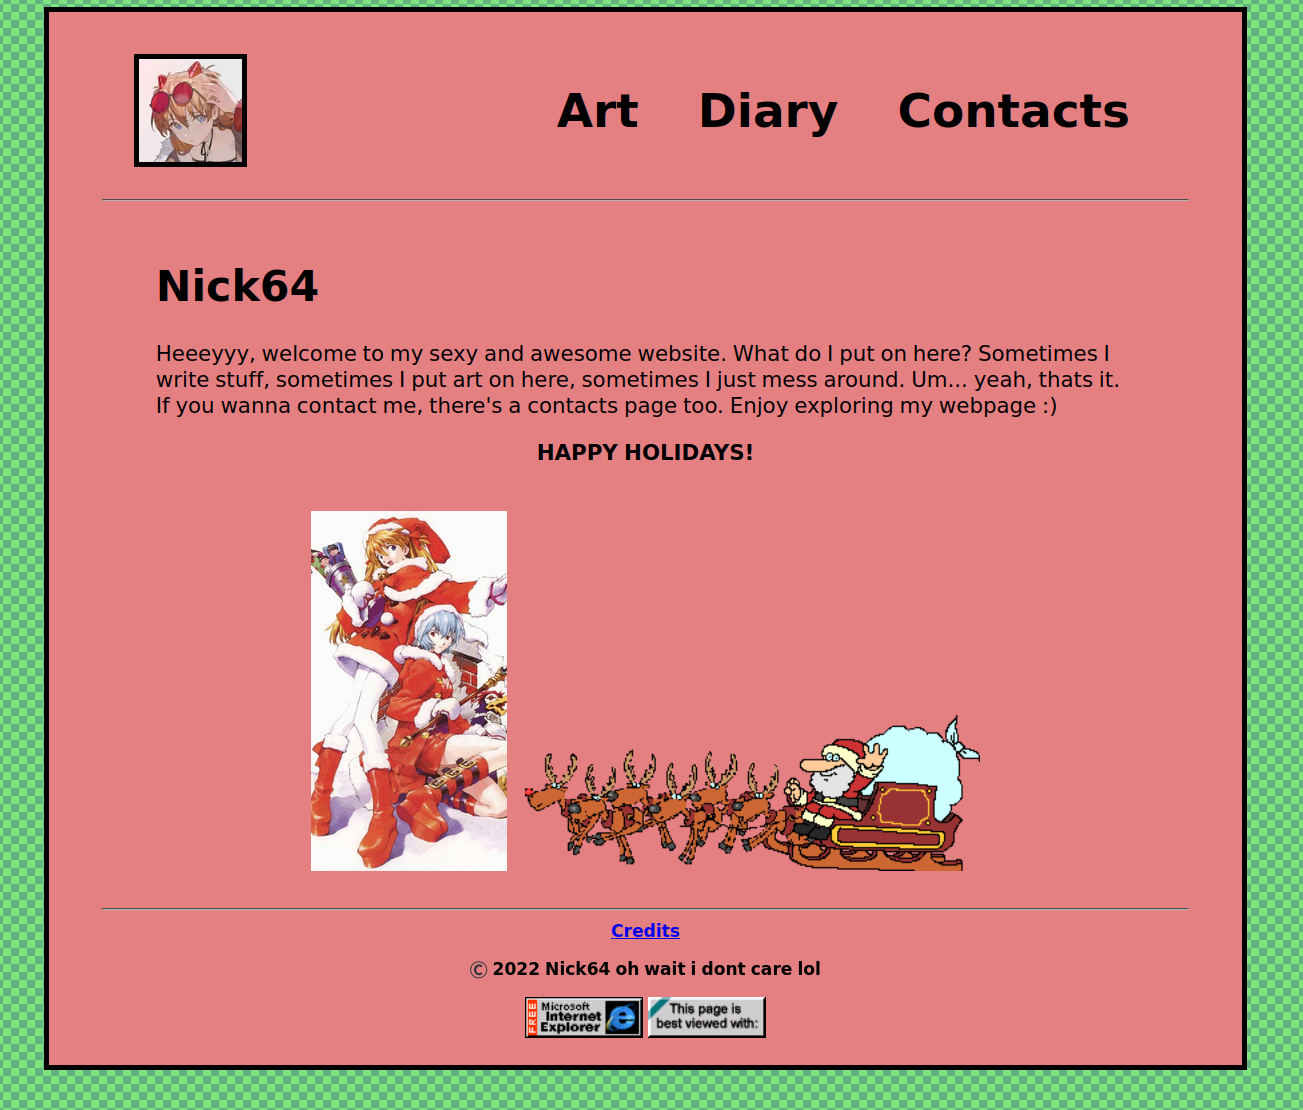 Art Diary Contacts
Nick64
Heeeyyy, welcome to my sexy and awesome website. What do I put on here? Sometimes I
write stuff, sometimes I put art on here, sometimes I just mess around. Um... yeah, thats it.
If you wanna contact me, there's a contacts page too. Enjoy exploring my webpage :)
HAPPY HOLIDAYS!
Credits
© 2022 Nick64 oh wait i dont care lol
FREE
Microsoft
Internet
Explorer
This page is
best viewed with: